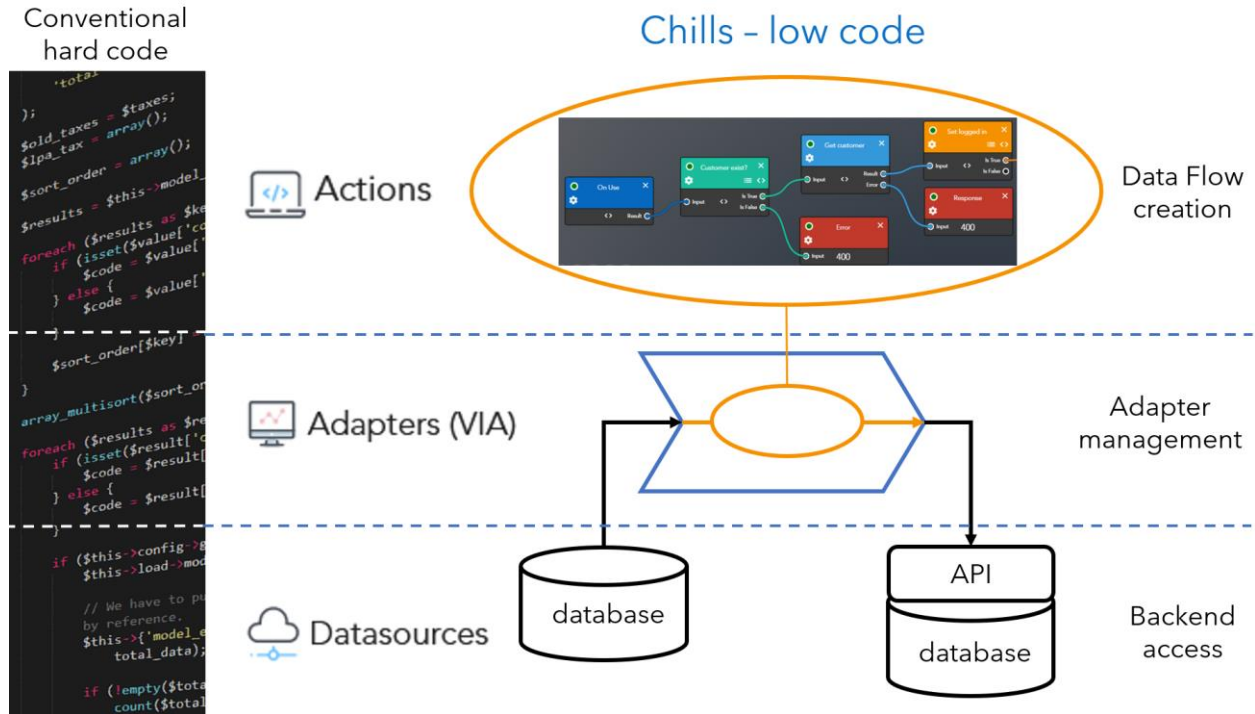 Conventional
hard code
Chills – low code
'total
);
$old_taxes = $taxes;
$lpa_tax = array();
$sort_order = array();
$results = $this->model_
foreach ($results as $ke
if (isset($value['co
$code = $value['
} else {
$code = $value['
}
$sort_order[$key] =
}
array_multisort($sort_or
foreach ($results as $re
if (isset($result['c
$code = $result[
} else {
$code = $result[
}
if ($this->config->g
$this->load->mod
// We have to pu
by reference.
$this->{'model_e
total_data);
if (!empty($tota
count($total
Actions
On Use
Result
Customer exist?
Input
Is True
Is False
Get customer
Input
Result
Error
Error
Input 400
Set logged in
Input
Is True
Is False
Response
Input 400
Data Flow
creation
Adapters (VIA)
Adapter
management
Datasources
database
API
database
Backend
access